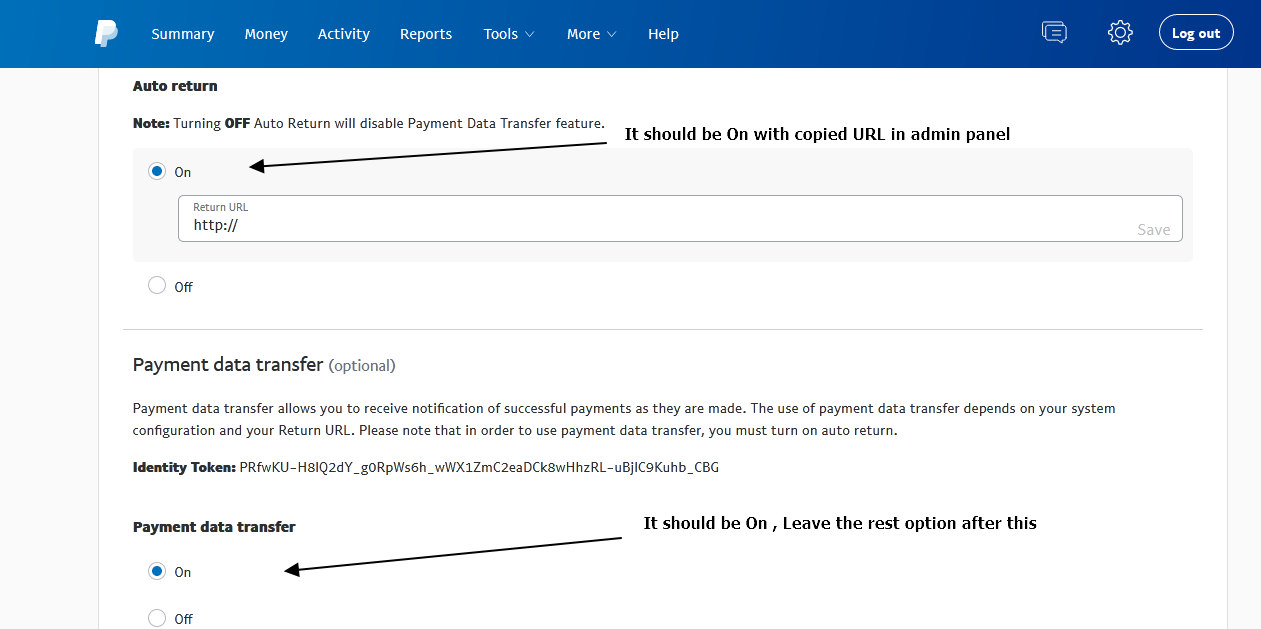 Summary Money Activity Reports Tools More Help Log out
Auto return
Note: Turning OFF Auto Return will disable Payment Data Transfer feature.
It should be On with copied URL in admin panel
On
Return URL
http://
Save
Off
Payment data transfer (optional)
Payment data transfer allows you to receive notification of successful payments as they are made. The use of payment data transfer depends on your system
configuration and your Return URL. Please note that in order to use payment data transfer, you must turn on auto return.
Identity Token: PRfwKU-H8IQ2dY_g0RpWs6h_wWX1ZmC2eaDCk8wHhzRL-uBjIC9Kuhb_CBG
Payment data transfer
It should be On , Leave the rest option after this
On
Off